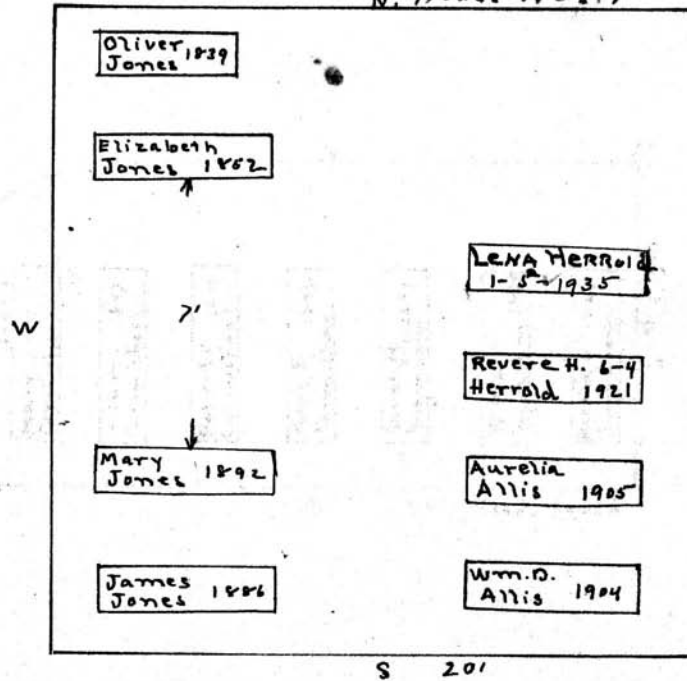 Oliver 1839
Jones
Elizabeth
Jones 1862
W
7'
Lena Herrold
1-5-1935
Revere H. 6-4
Herrold 1921
Mary
Jones 1892
Aurelia
Allis 1905
James
Jones 1886
Wm. D.
Allis 1904
S 20'